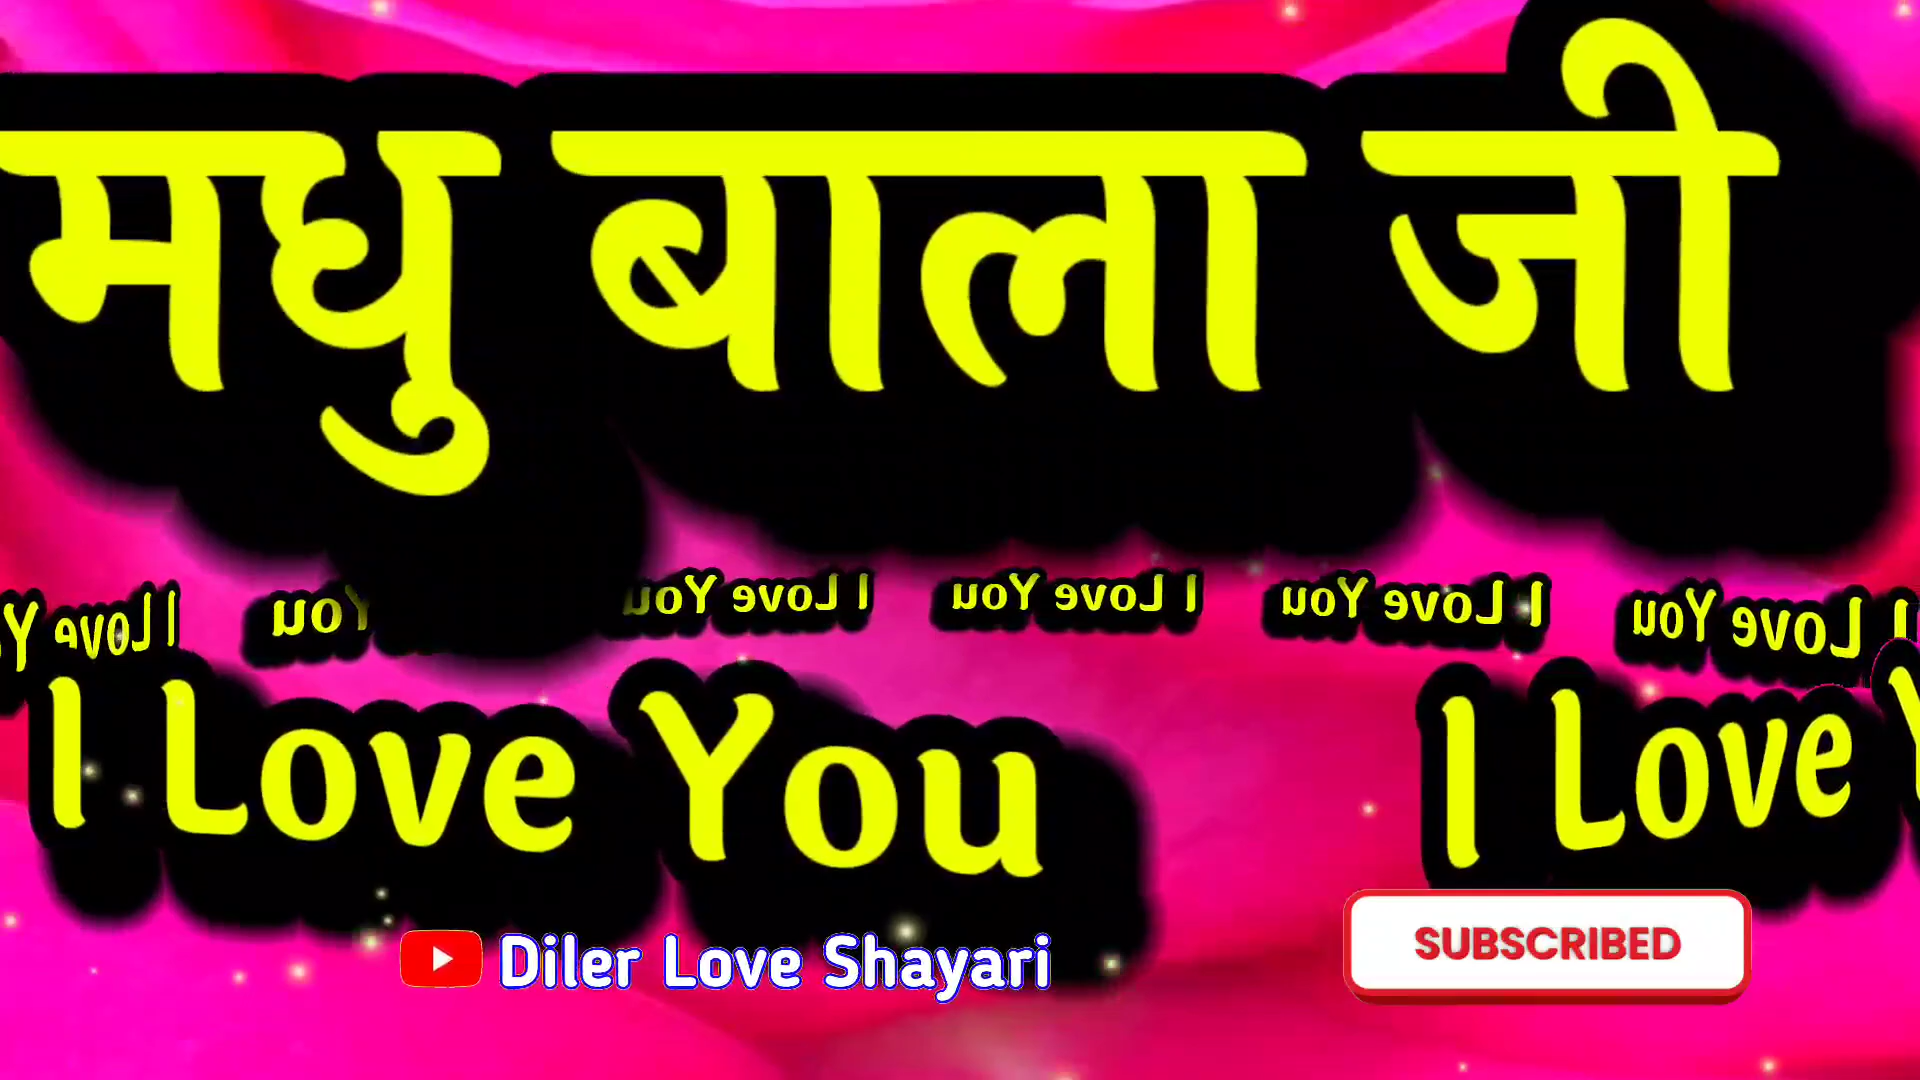 मधु बाला जी
I Love You I Love You I Love You I Love You I Love You
I Love You I Love
Diler Love Shayari
SUBSCRIBED